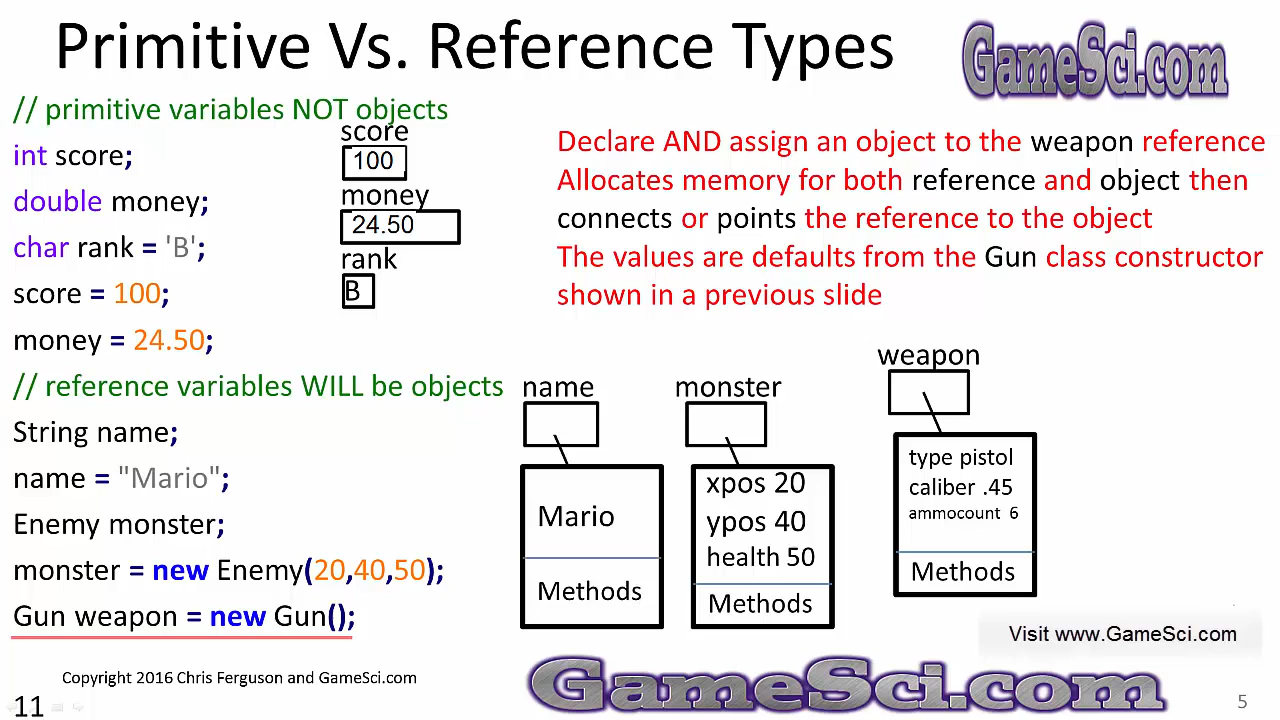 Primitive Vs. Reference Types
GameSci.com
// primitive variables NOT objects
int score;
double money;
char rank = 'B';
score = 100;
money = 24.50;
// reference variables WILL be objects
String name;
name = "Mario";
Enemy monster;
monster = new Enemy(20,40,50);
Gun weapon = new Gun();
score
100
money
24.50
rank
B
Declare AND assign an object to the weapon reference
Allocates memory for both reference and object then
connects or points the reference to the object
The values are defaults from the Gun class constructor
shown in a previous slide
name
Mario
Methods
monster
xpos 20
ypos 40
health 50
Methods
weapon
type pistol
caliber .45
ammocount 6
Methods
Visit www.GameSci.com
Copyright 2016 Chris Ferguson and GameSci.com
GameSci.com
11
5